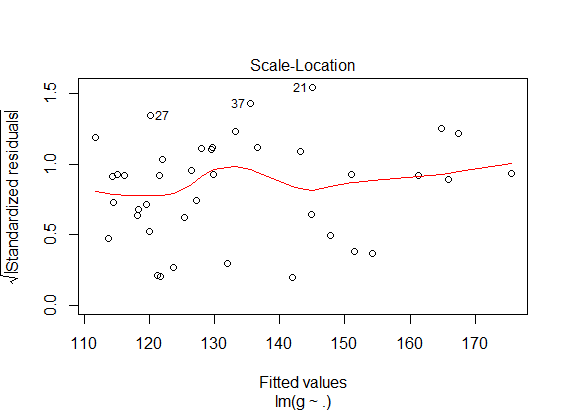 Scale-Location
√|Standardized residuals|
1.5
1.0
0.5
0.0
21
37
27
110 120 130 140 150 160 170
Fitted values
lm(g ~ .)